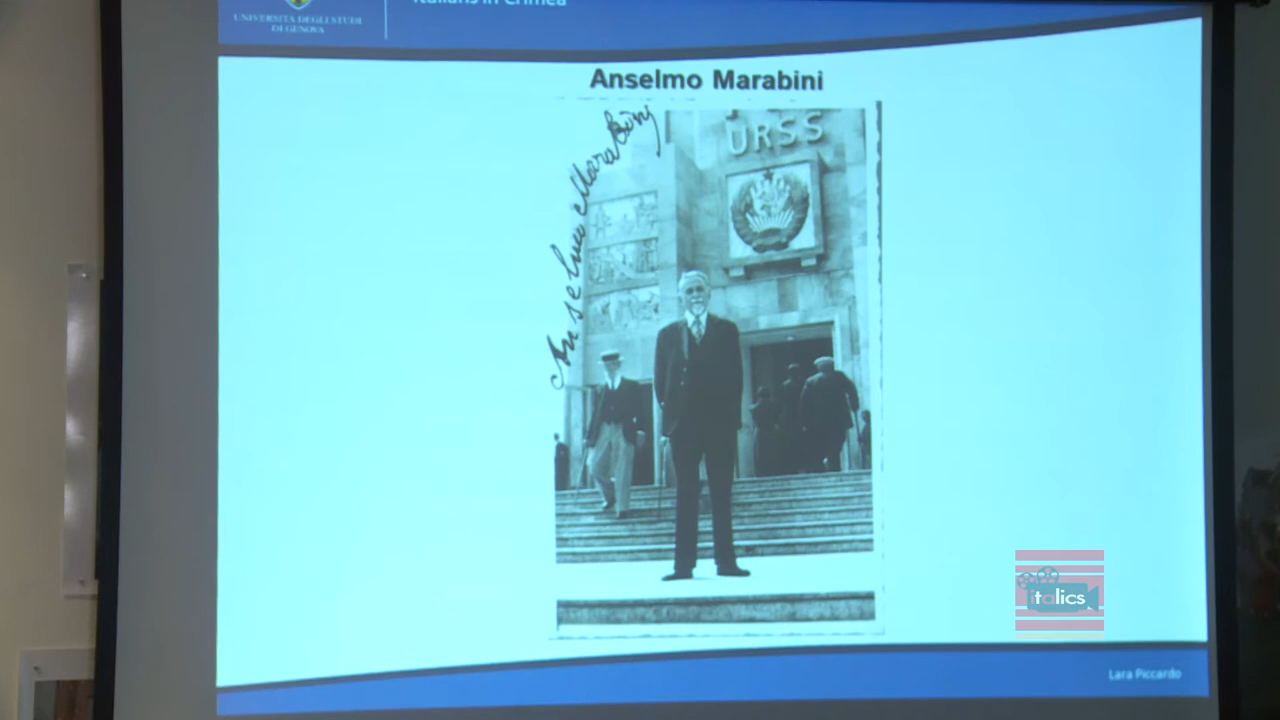 UNIVERSITÀ DEGLI STUDI
DI GENOVA
Italians in Crimea
Anselmo Marabini
Anselmo Marabini
URSS
italics
Lara Piccardo